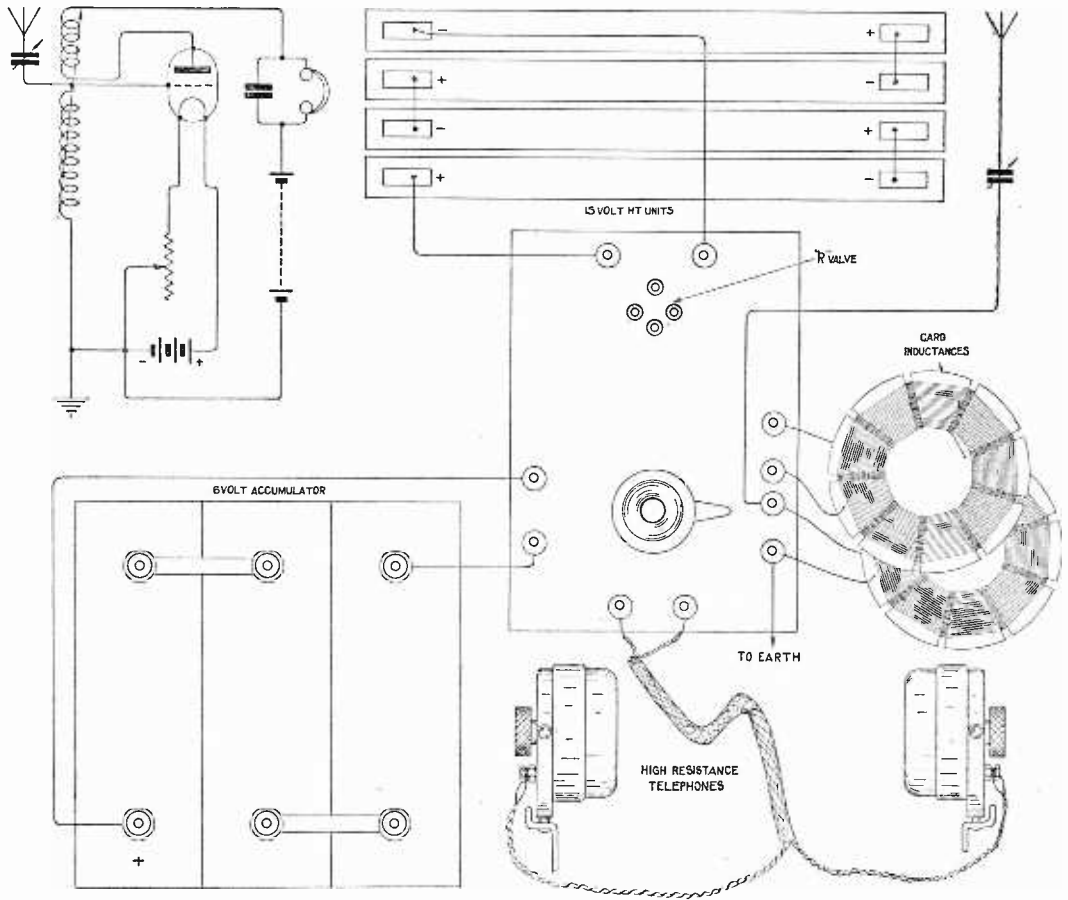 - +
+ -
- +
+ -
15 VOLT HT UNITS
'R' VALVE
- +
CARD
INDUCTANCES
6 VOLT ACCUMULATOR
TO EARTH
HIGH RESISTANCE
TELEPHONES
+